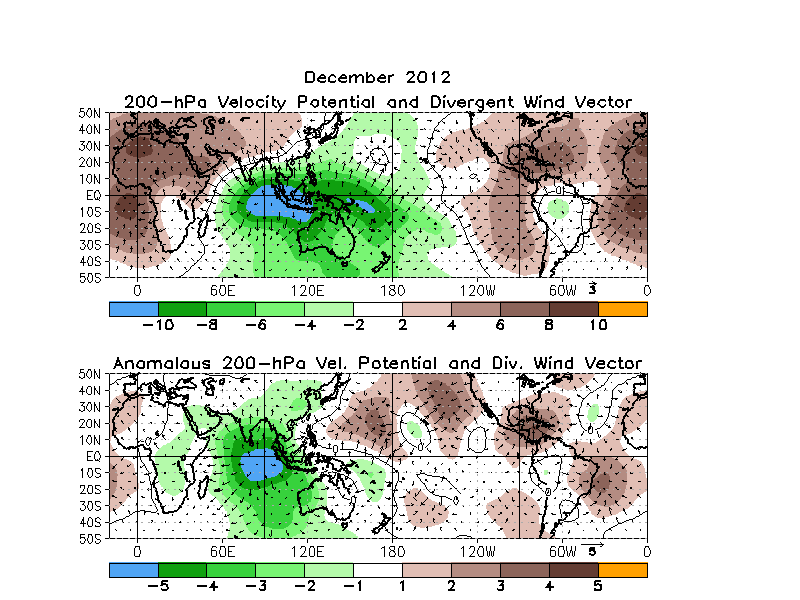 December 2012
200-hPa Velocity Potential and Divergent Wind Vector
50N
40N
30N
20N
10N
EQ
10S
20S
30S
40S
50S
0 60E 120E 180 120W 60W 0
3
-10 -8 -6 -4 -2 2 4 6 8 10
Anomalous 200-hPa Vel. Potential and Div. Wind Vector
50N
40N
30N
20N
10N
EQ
10S
20S
30S
40S
50S
0 60E 120E 180 120W 60W 0
-5 -4 -3 -2 -1 1 2 3 4 5